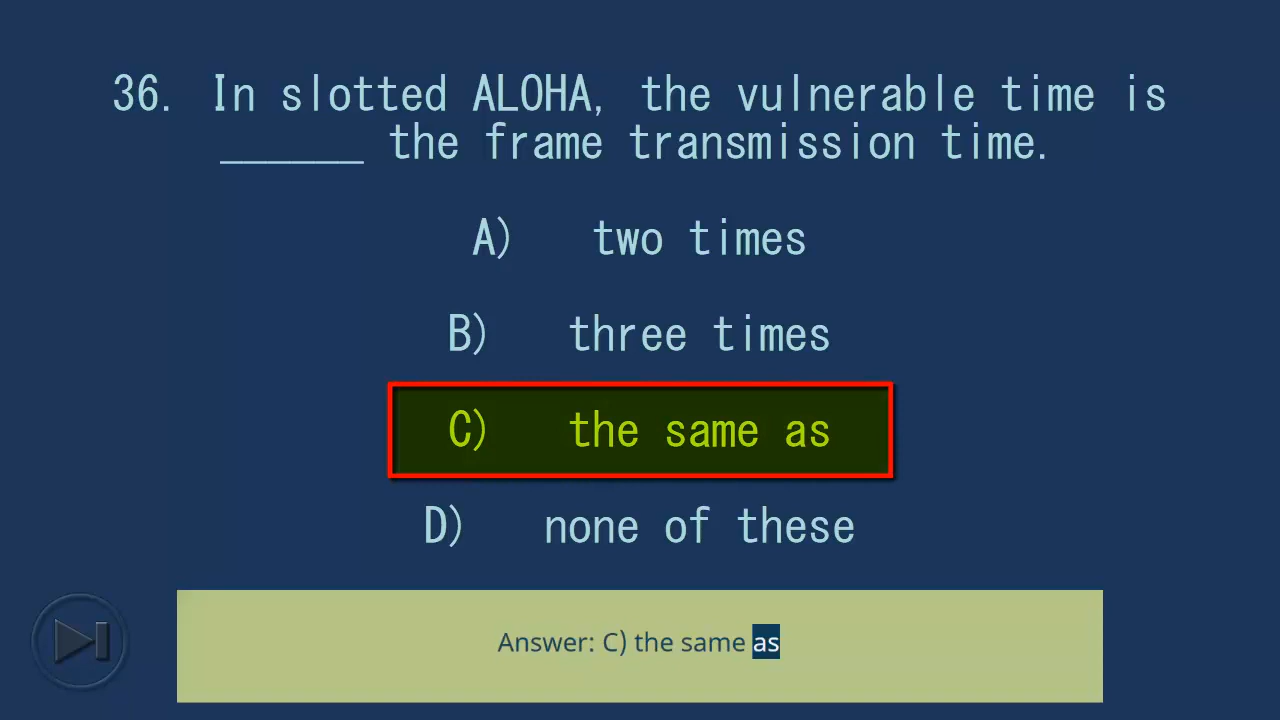 36. In slotted ALOHA, the vulnerable time is
______ the frame transmission time.
A) two times
B) three times
C) the same as
D) none of these
Answer: C) the same as